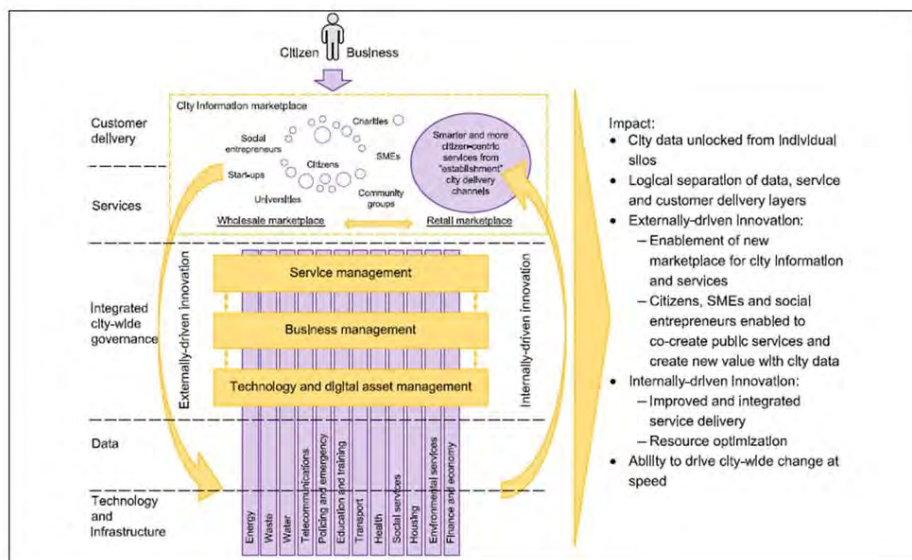 Citizen Business
City Information marketplace
Customer
delivery
Services
Integrated
city-wide
governance
Data
Technology
and
Infrastructure
Social
entrepreneurs
Charities
Citizens
SMEs
Start-ups
Universities
Community
groups
Smarter and more
citizen-centric
services from
"establishment"
city delivery
channels
Wholesale marketplace
Retail marketplace
Externally-driven innovation
Service management
Business management
Technology and digital asset management
Internally-driven innovation
Energy
Waste
Water
Telecommunications
Policing and emergency
Education and training
Transport
Health
Social services
Housing
Environmental services
Finance and economy
Impact:
• City data unlocked from individual
silos
• Logical separation of data, service
and customer delivery layers
• Externally-driven innovation:
– Enablement of new
marketplace for city information
and services
– Citizens, SMEs and social
entrepreneurs enabled to
co-create public services and
create new value with city data
• Internally-driven innovation:
– Improved and integrated
service delivery
– Resource optimization
• Ability to drive city-wide change at
speed